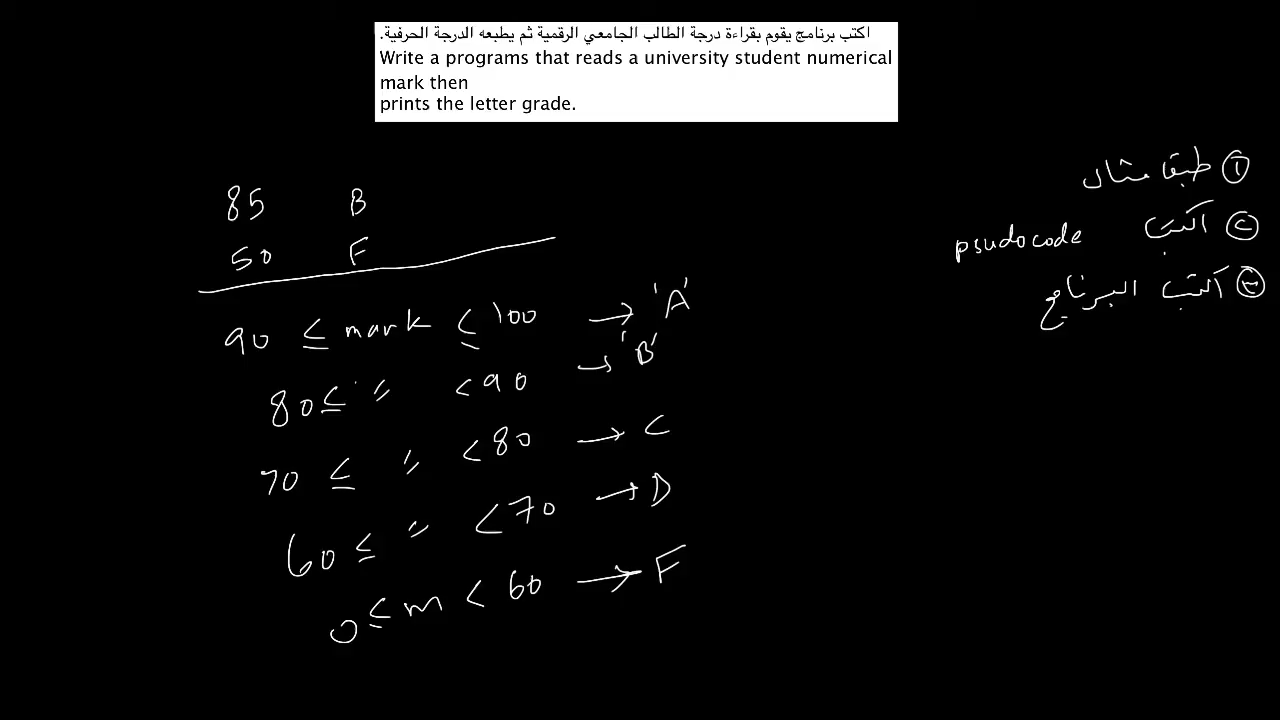 اكتب برنامج يقوم بقراءة درجة الطالب الجامعي الرقمية ثم يطبعه الدرجة الحرفية.
Write a programs that reads a university student numerical
mark then
prints the letter grade.
① طبقا مثال
② اكتب psudocode
③ اكتب البرنامج
85 B
50 F
90 ≤ mark ≤ 100 → 'A'
80 ≤ " < 90 → 'B'
70 ≤ " < 80 → C
60 ≤ " < 70 → D
0 ≤ m < 60 → F